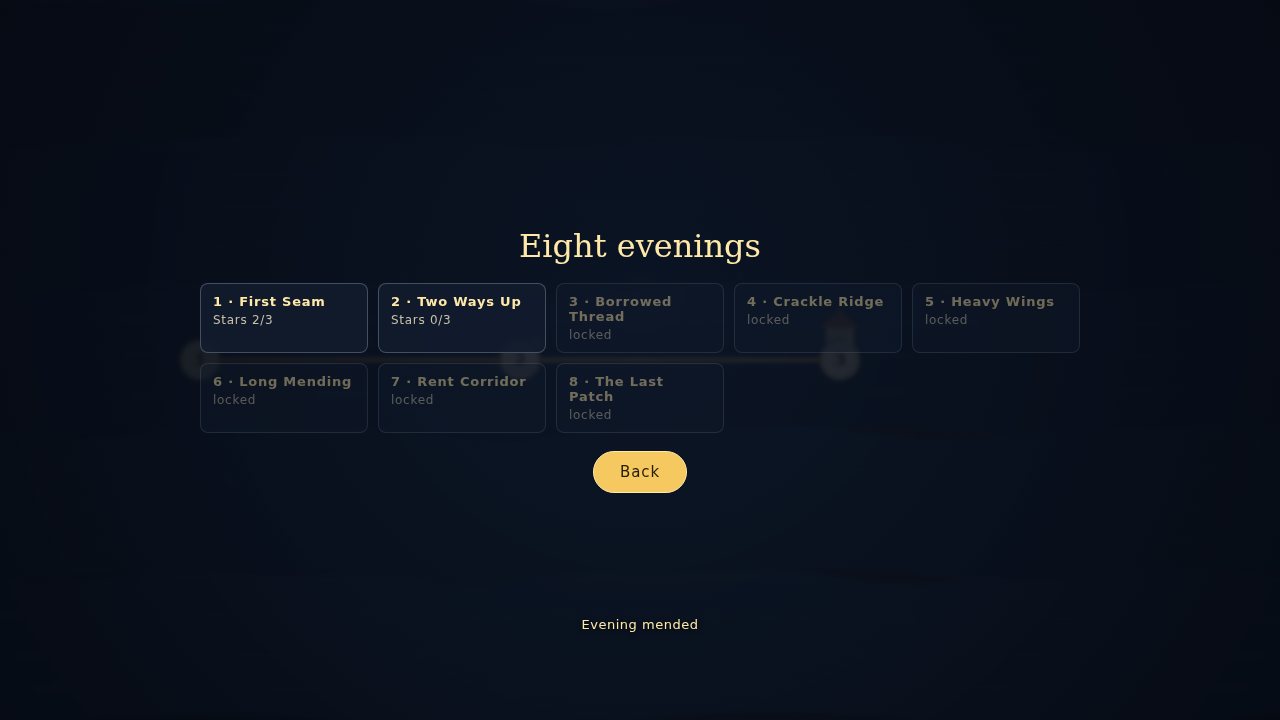 Eight evenings
1 · First Seam
Stars 2/3
2 · Two Ways Up
Stars 0/3
3 · Borrowed
Thread
locked
4 · Crackle Ridge
locked
5 · Heavy Wings
locked
6 · Long Mending
locked
7 · Rent Corridor
locked
8 · The Last
Patch
locked
Back
Evening mended